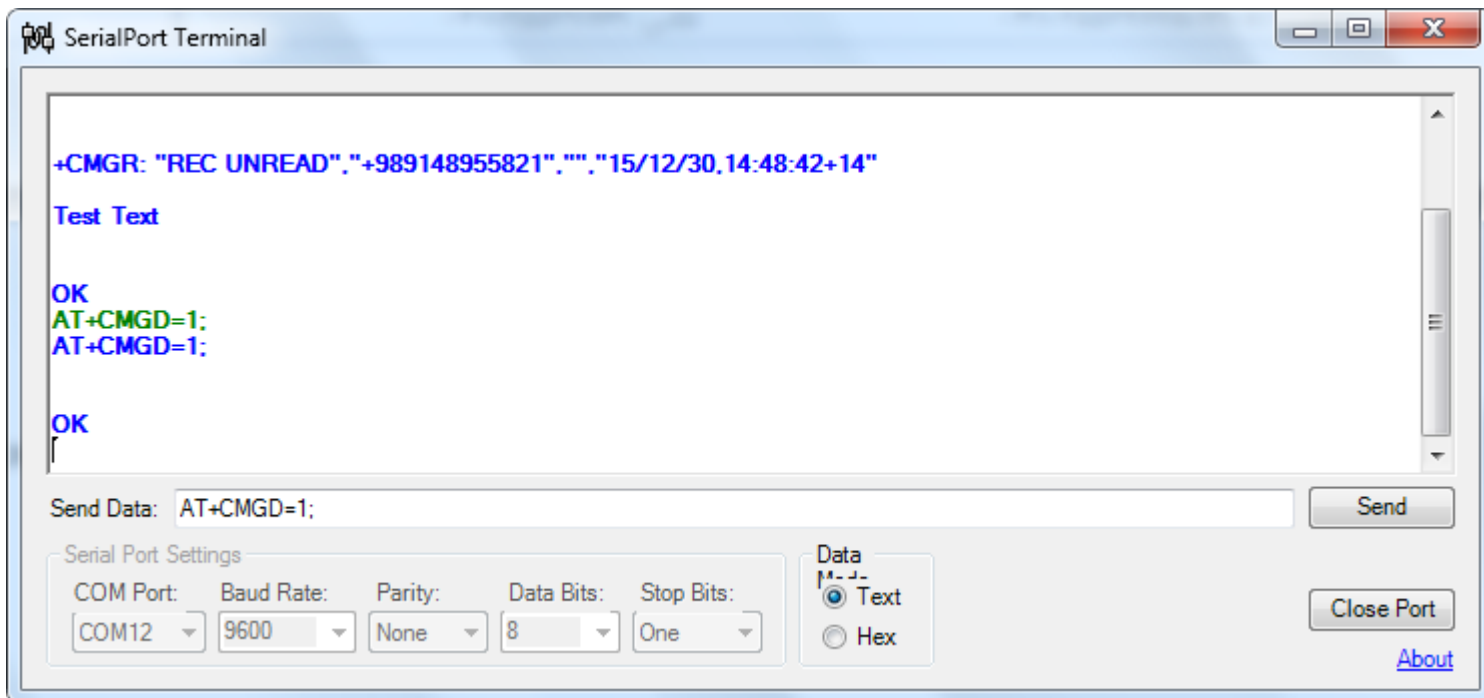 SerialPort Terminal
+CMGR: "REC UNREAD","+989148955821","","15/12/30,14:48:42+14"
Test Text
OK
AT+CMGD=1;
AT+CMGD=1;
OK
Send Data: AT+CMGD=1; Send
Serial Port Settings
COM Port: Baud Rate: Parity: Data Bits: Stop Bits:
COM12 9600 None 8 One
Data
Text
Hex
Close Port
About